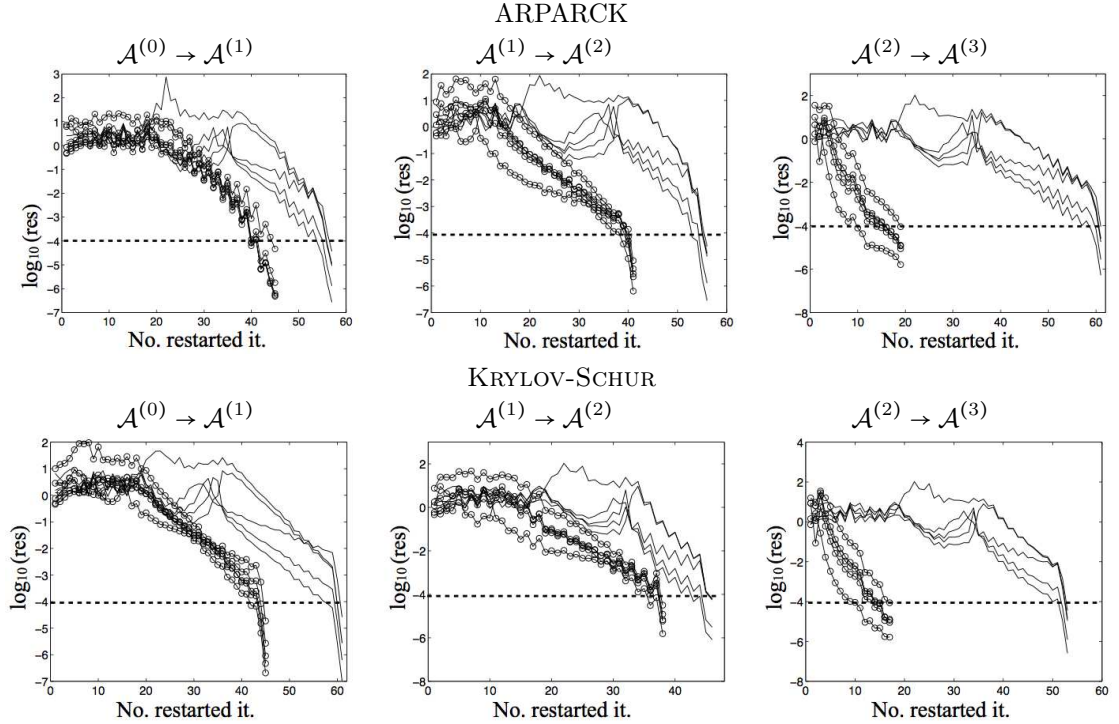 ARPARCK
𝒜⁽⁰⁾ → 𝒜⁽¹⁾
𝒜⁽¹⁾ → 𝒜⁽²⁾
𝒜⁽²⁾ → 𝒜⁽³⁾
log₁₀ (res)
3
2
1
0
-1
-2
-3
-4
-5
-6
-7
0 10 20 30 40 50 60
No. restarted it.
log₁₀ (res)
2
1
0
-1
-2
-3
-4
-5
-6
-7
0 10 20 30 40 50 60
No. restarted it.
log₁₀ (res)
4
2
0
-2
-4
-6
-8
0 10 20 30 40 50 60
No. restarted it.
KRYLOV-SCHUR
𝒜⁽⁰⁾ → 𝒜⁽¹⁾
𝒜⁽¹⁾ → 𝒜⁽²⁾
𝒜⁽²⁾ → 𝒜⁽³⁾
log₁₀ (res)
2
1
0
-1
-2
-3
-4
-5
-6
-7
0 10 20 30 40 50 60
No. restarted it.
log₁₀ (res)
4
2
0
-2
-4
-6
-8
0 10 20 30 40
No. restarted it.
log₁₀ (res)
4
2
0
-2
-4
-6
-8
0 10 20 30 40 50 60
No. restarted it.